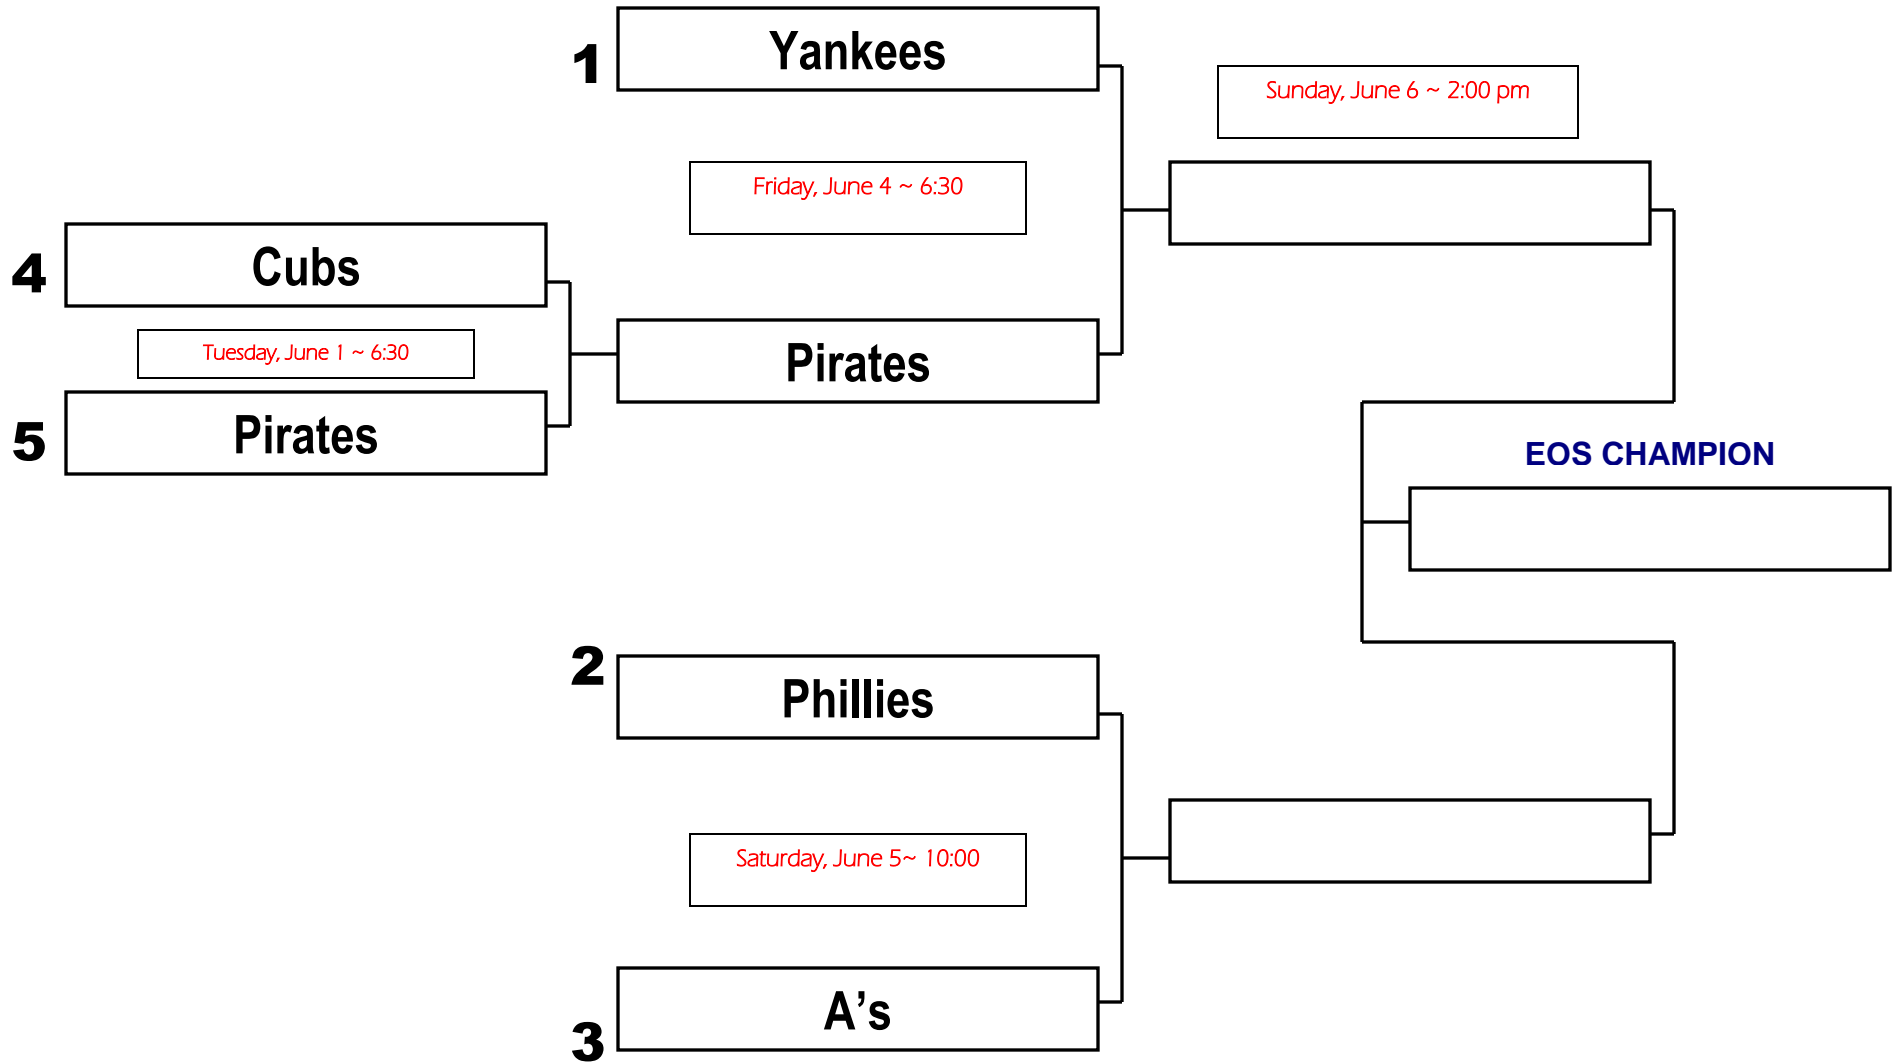 1
Yankees
Sunday, June 6 ~ 2:00 pm
Friday, June 4 ~ 6:30
4
Cubs
Tuesday, June 1 ~ 6:30
Pirates
5
Pirates
EOS CHAMPION
2
Phillies
Saturday, June 5~ 10:00
A’s
3